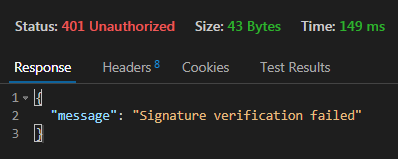 Status: 401 Unauthorized Size: 43 Bytes Time: 149 ms
Response Headers 8 Cookies Test Results
1 {
2 "message": "Signature verification failed"
3 }